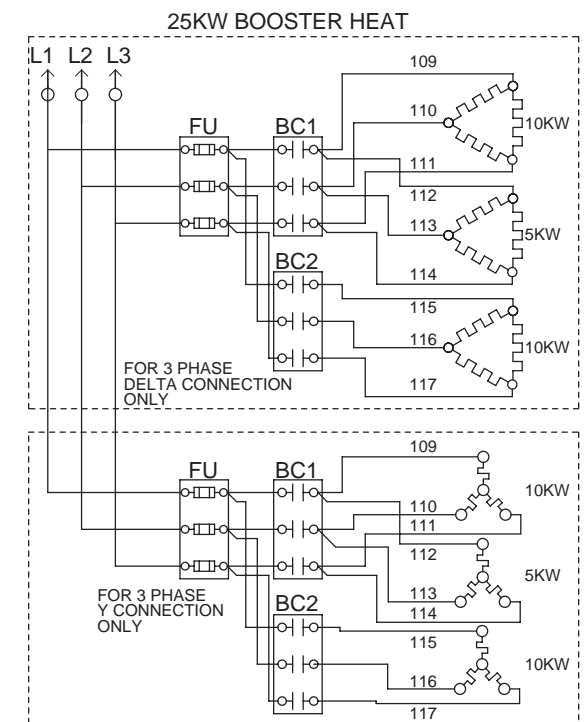 25KW BOOSTER HEAT
L1 L2 L3
109
FU BC1
110
10KW
111
112
113
5KW
BC2
114
115
116
10KW
FOR 3 PHASE
DELTA CONNECTION
ONLY
117
109
FU BC1
10KW
110
111
112
5KW
FOR 3 PHASE
Y CONNECTION
ONLY
113
BC2
114
115
10KW
116
117